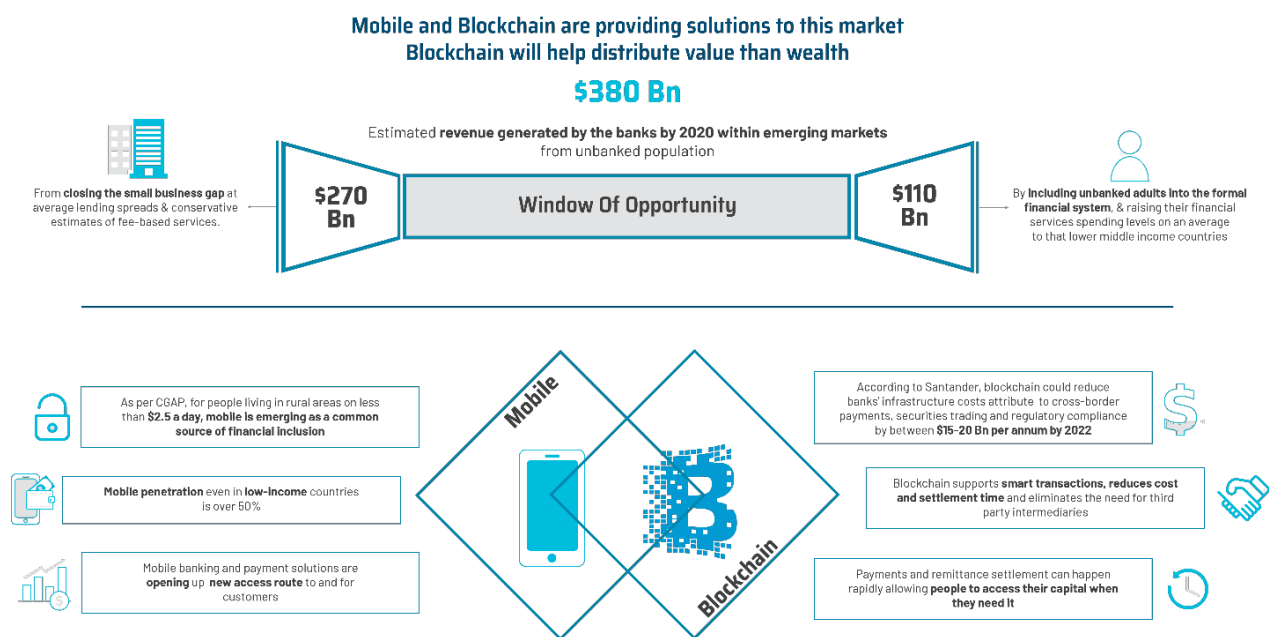 Mobile and Blockchain are providing solutions to this market
Blockchain will help distribute value than wealth
$380 Bn
Estimated revenue generated by the banks by 2020 within emerging markets
from unbanked population
From closing the small business gap at
average lending spreads & conservative
estimates of fee-based services.
$270
Bn
Window Of Opportunity
$110
Bn
By including unbanked adults into the formal
financial system, & raising their financial
services spending levels on an average
to that lower middle income countries
As per CGAP, for people living in rural areas on less
than $2.5 a day, mobile is emerging as a common
source of financial inclusion
Mobile penetration even in low-income countries
is over 50%
Mobile banking and payment solutions are
opening up new access route to and for
customers
Mobile
Blockchain
According to Santander, blockchain could reduce
banks' infrastructure costs attribute to cross-border
payments, securities trading and regulatory compliance
by between $15-20 Bn per annum by 2022
Blockchain supports smart transactions, reduces cost
and settlement time and eliminates the need for third
party intermediaries
Payments and remittance settlement can happen
rapidly allowing people to access their capital when
they need it